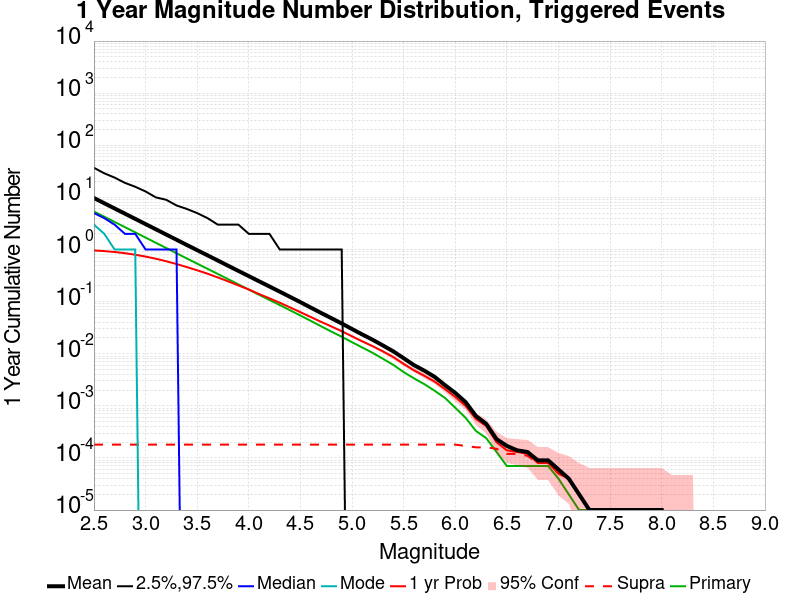 1 Year Magnitude Number Distribution, Triggered Events
1 Year Cumulative Number
10 4
10 3
10 2
10 1
10 0
10 -1
10 -2
10 -3
10 -4
10 -5
2.5 3.0 3.5 4.0 4.5 5.0 5.5 6.0 6.5 7.0 7.5 8.0 8.5 9.0
Magnitude
Mean 2.5%,97.5% Median Mode 1 yr Prob 95% Conf Supra Primary